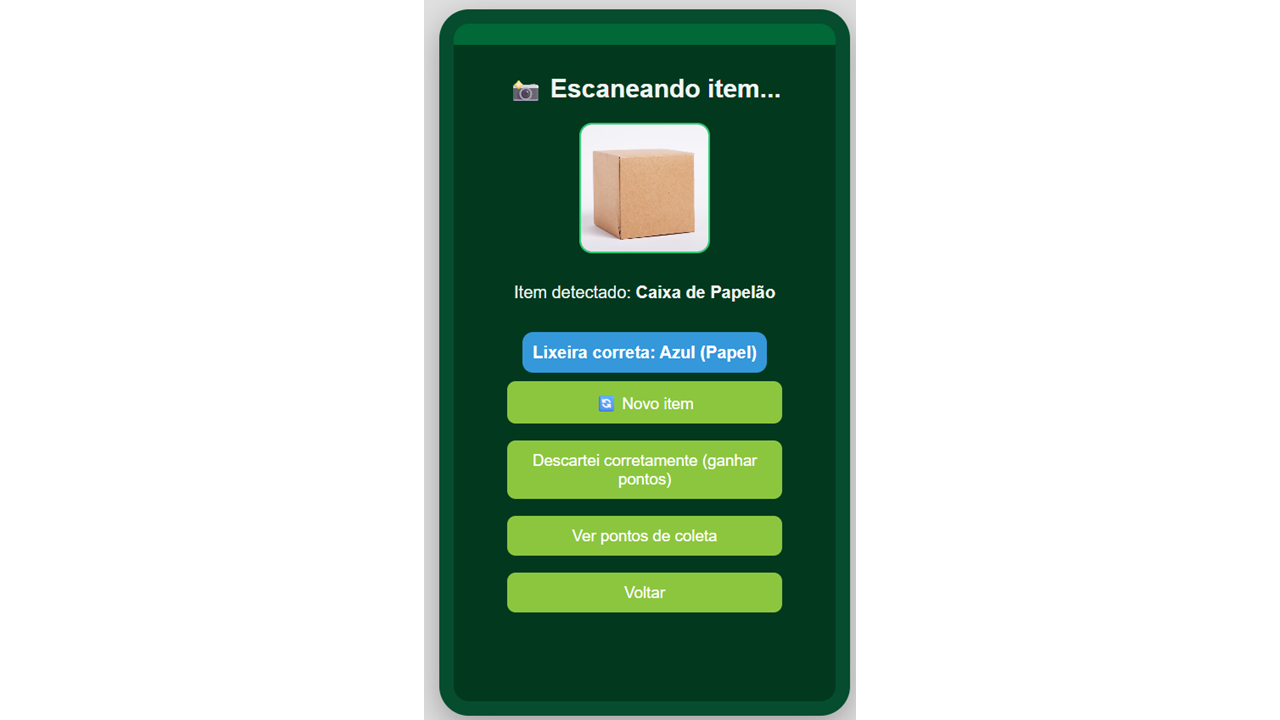 Escaneando item...
Item detectado: Caixa de Papelão
Lixeira correta: Azul (Papel)
Novo item
Descartei corretamente (ganhar
pontos)
Ver pontos de coleta
Voltar